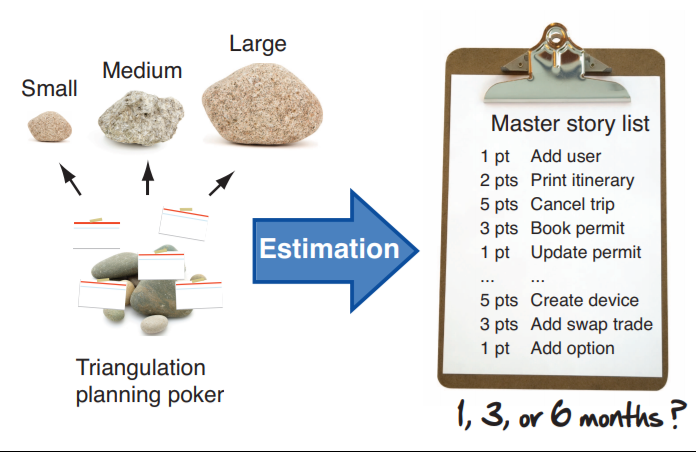 Small
Medium
Large
Triangulation
planning poker
Estimation
Master story list
1 pt Add user
2 pts Print itinerary
5 pts Cancel trip
3 pts Book permit
1 pt Update permit
... ...
5 pts Create device
3 pts Add swap trade
1 pt Add option
1, 3, or 6 months?